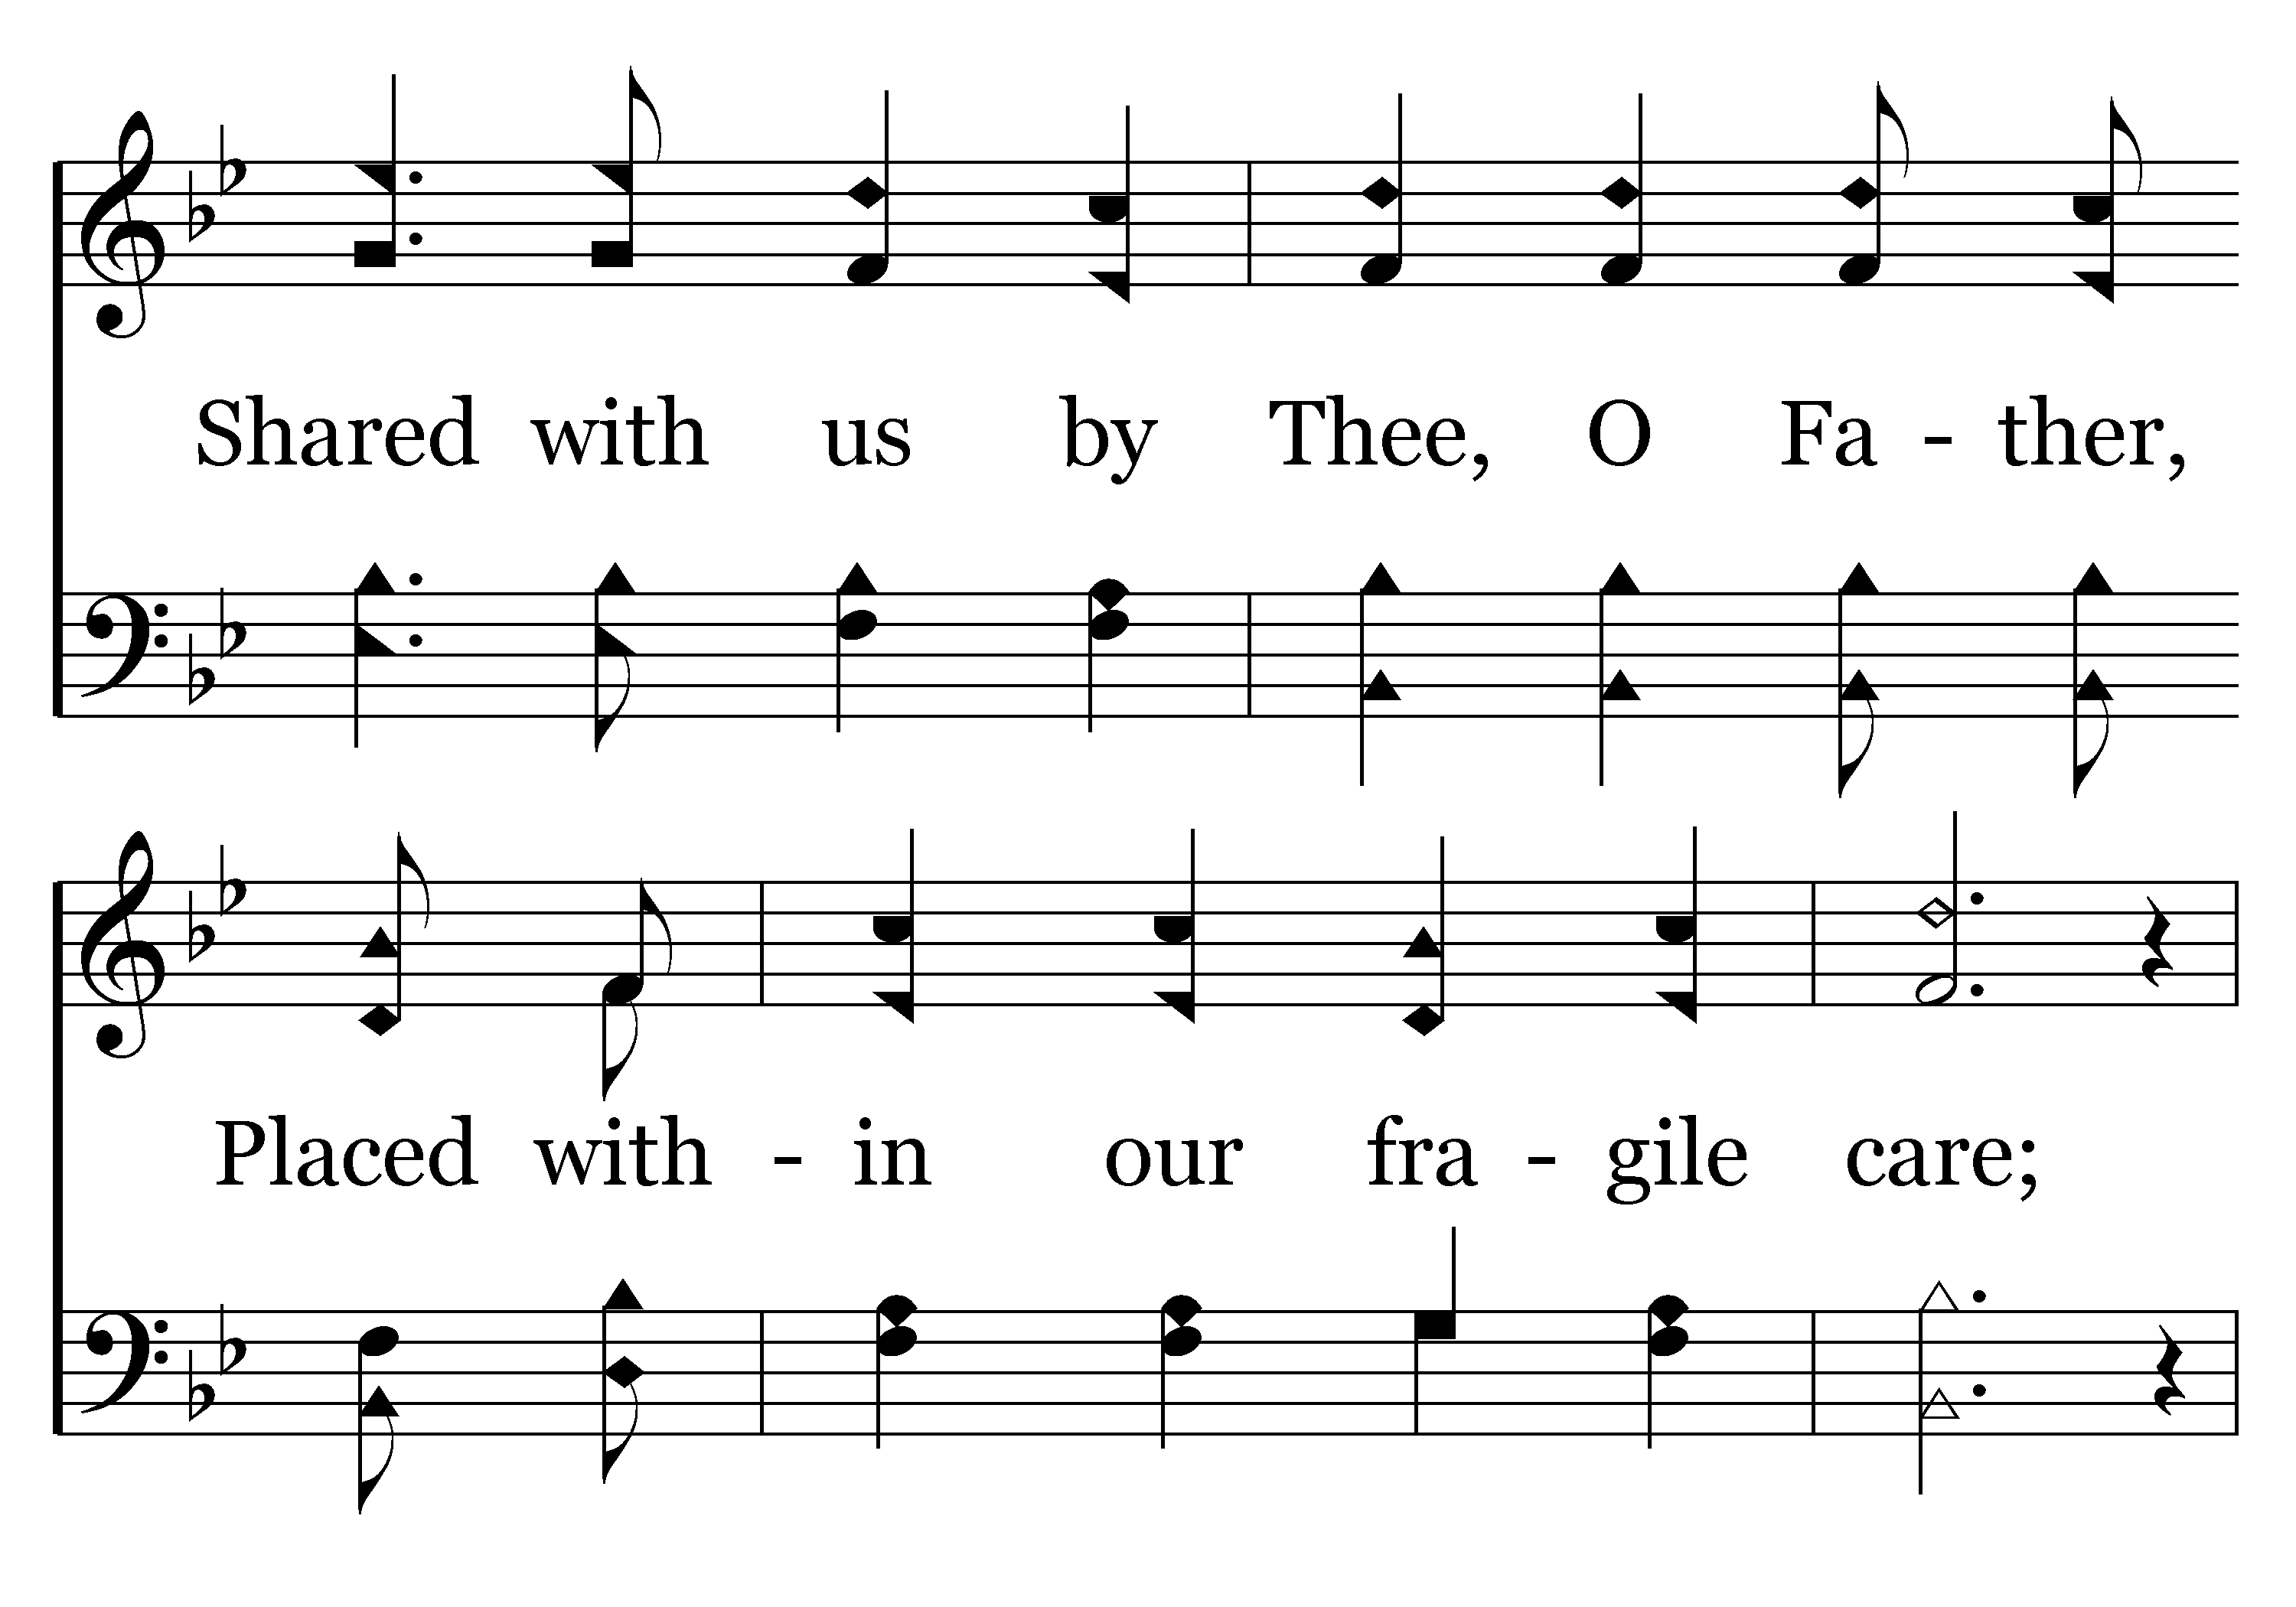 Shared with us by Thee, O Fa - ther,
Placed with - in our fra - gile care;